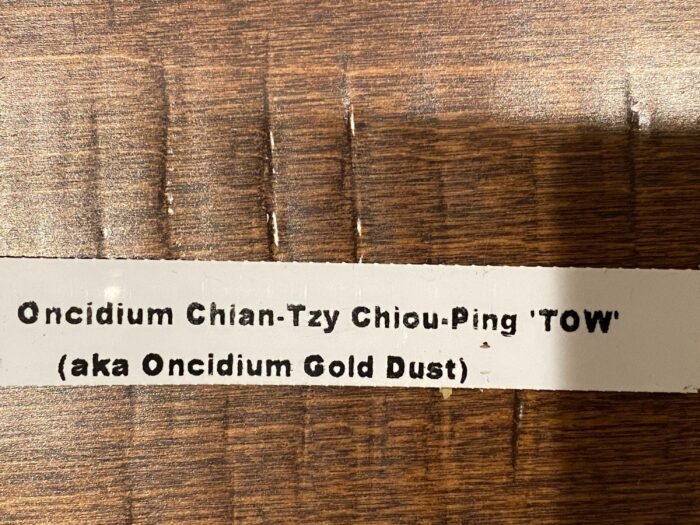 Oncidium Chian-Tzy Chiou-Ping 'TOW'
(aka Oncidium Gold Dust)